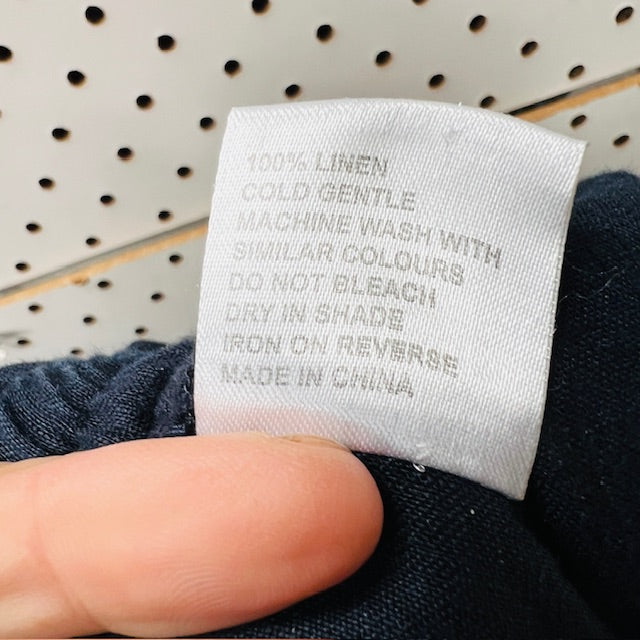 100% LINEN
COLD GENTLE
MACHINE WASH WITH
SIMILAR COLOURS
DO NOT BLEACH
DRY IN SHADE
IRON ON REVERSE
MADE IN CHINA